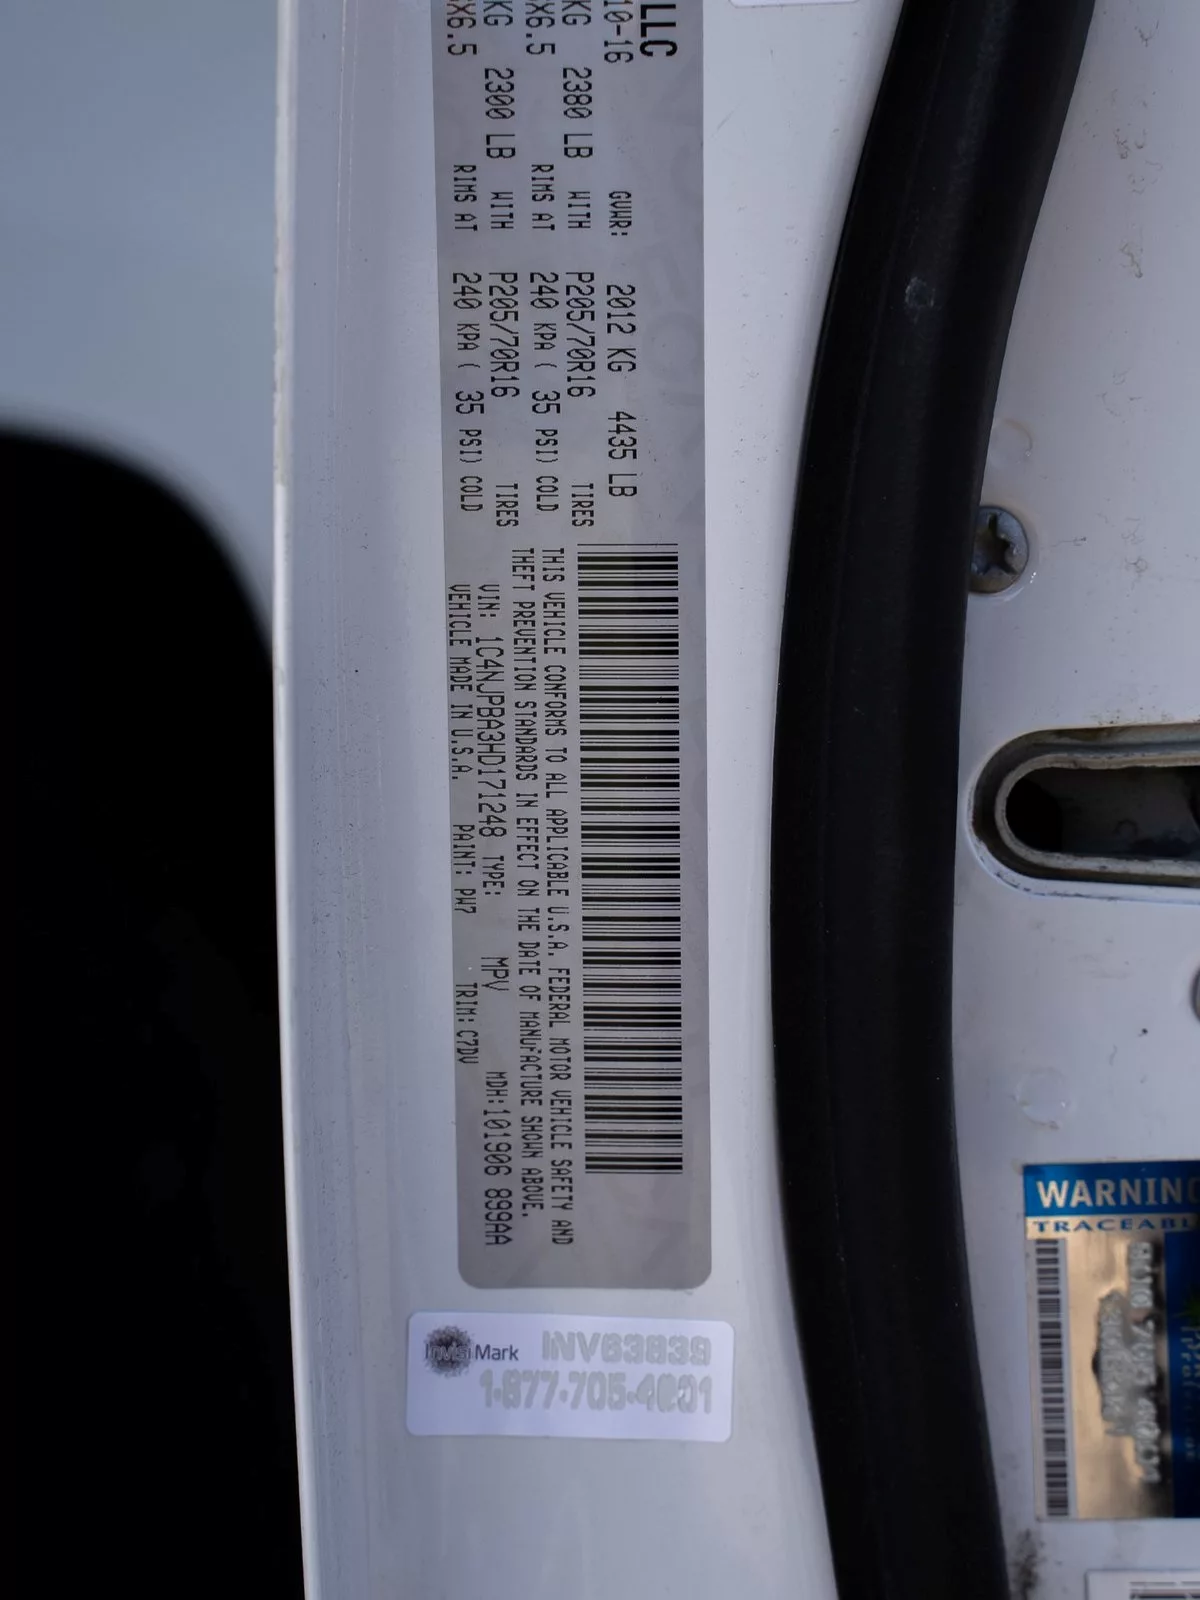 LLC
10-16 GVWR: 2012 KG 4435 LB
KG 2380 LB WITH P205/70R16 TIRES
X6.5 RIMS AT 240 KPA ( 35 PSI) COLD
KG 2300 LB WITH P205/70R16 TIRES
X6.5 RIMS AT 240 KPA ( 35 PSI) COLD
THIS VEHICLE CONFORMS TO ALL APPLICABLE U.S.A. FEDERAL MOTOR VEHICLE SAFETY AND
THEFT PREVENTION STANDARDS IN EFFECT ON THE DATE OF MANUFACTURE SHOWN ABOVE.
VIN: 1C4NJPBA3HD171248 TYPE: MPV MDH:101906 899AA
VEHICLE MADE IN U.S.A. PAINT: PW7 TRIM: C7DV
InVisiMark INV63839
1-877-705-4001
WARNING
TRACEABL